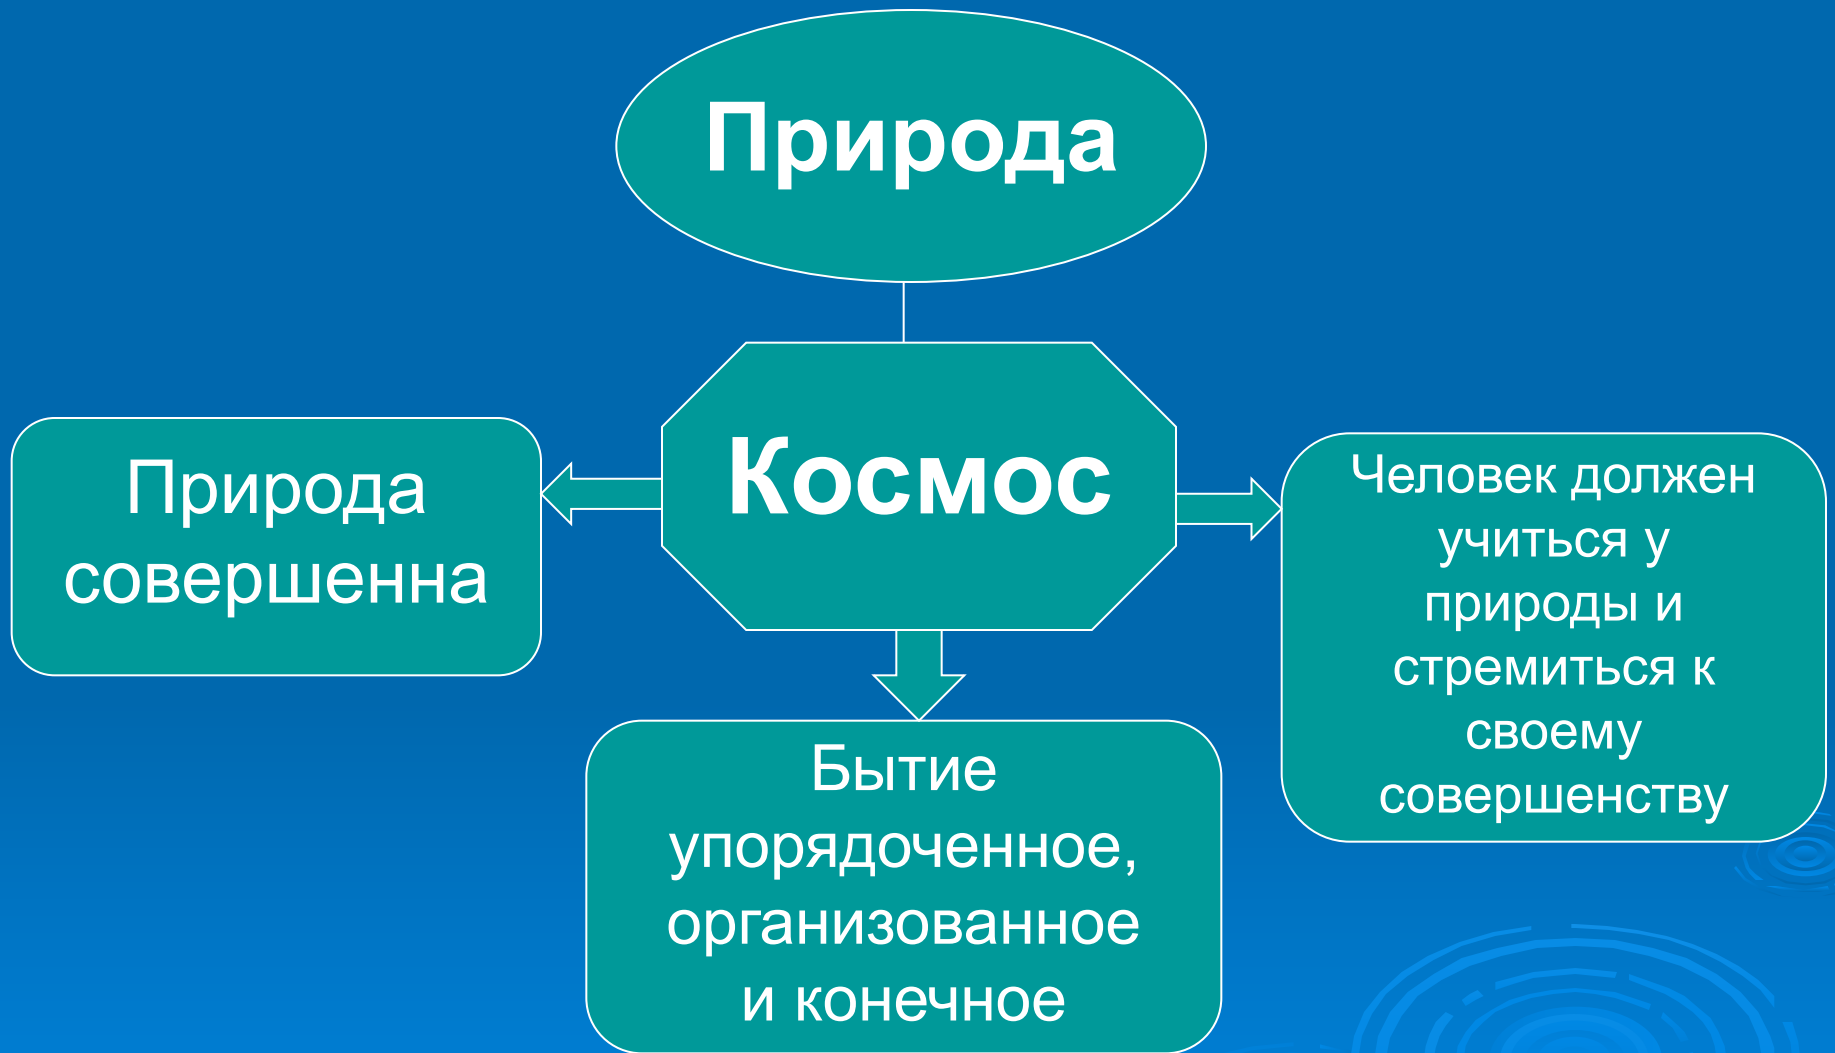 Природа
Космос
Природа
совершенна
Человек должен
учиться у
природы и
стремиться к
своему
совершенству
Бытие
упорядоченное,
организованное
и конечное